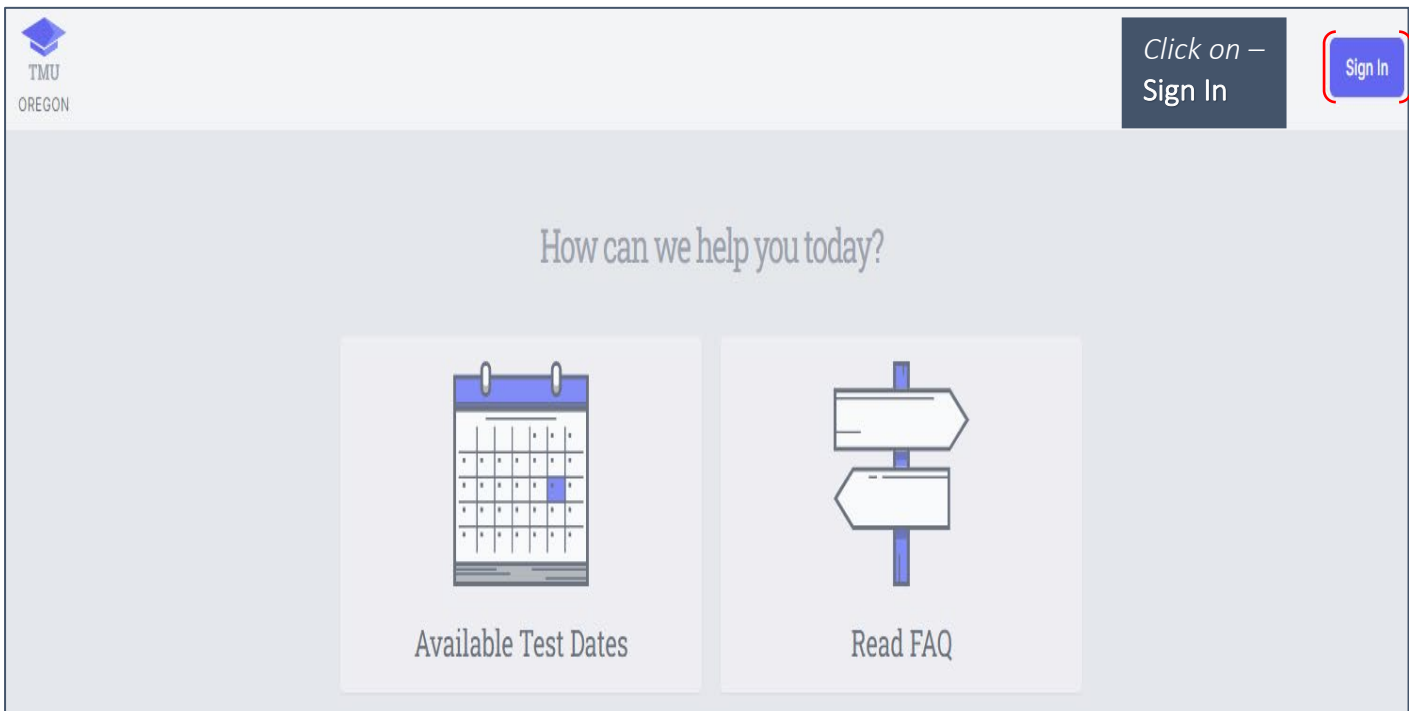 TMU
OREGON
Click on –
Sign In
Sign In
How can we help you today?
Available Test Dates
Read FAQ